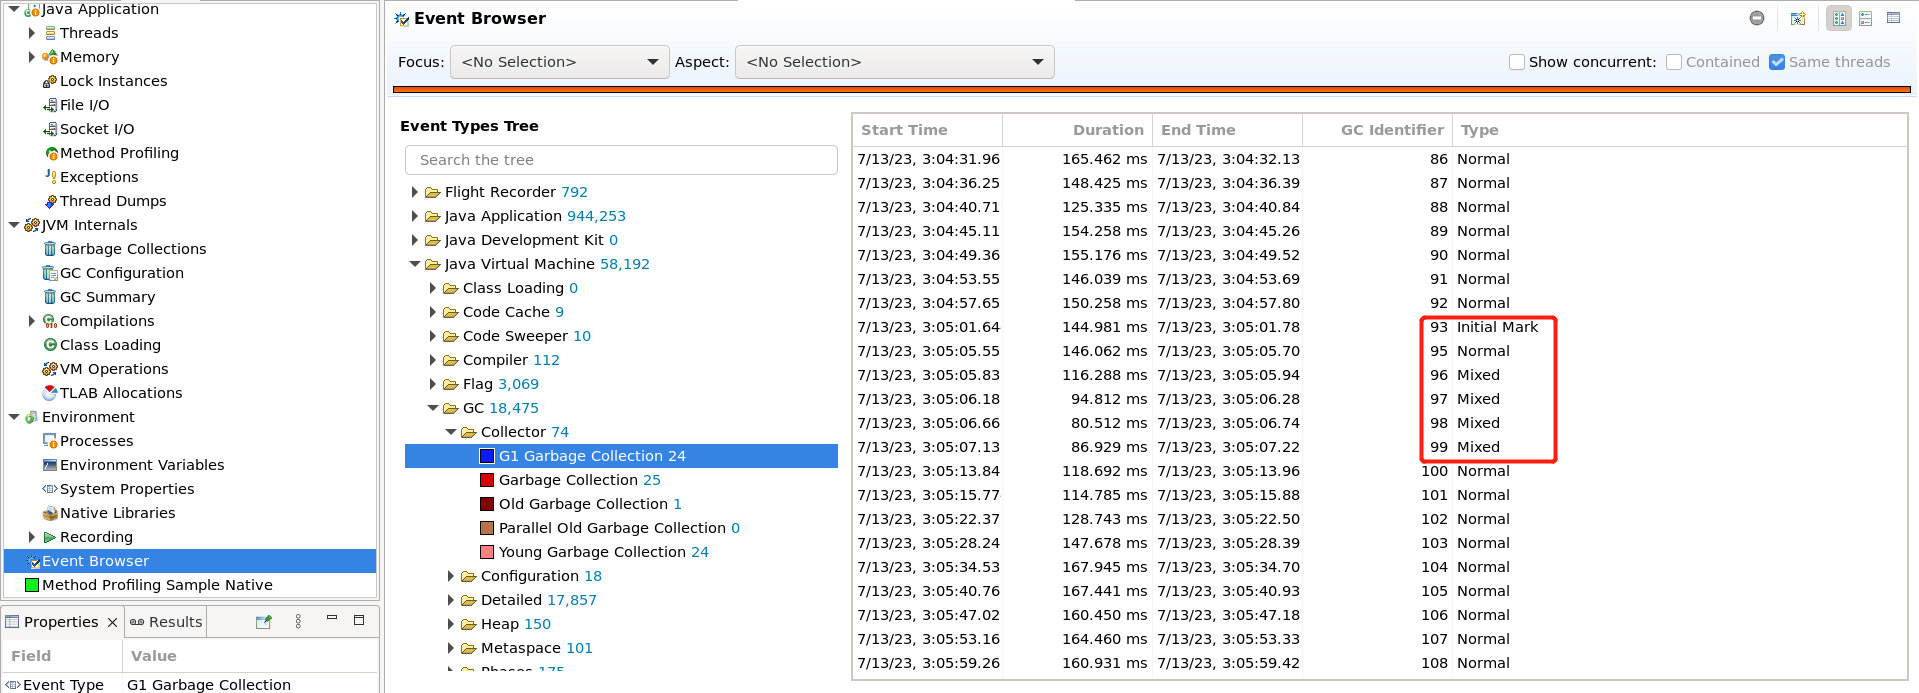 Java Application
Threads
Memory
Lock Instances
File I/O
Socket I/O
Method Profiling
Exceptions
Thread Dumps
JVM Internals
Garbage Collections
GC Configuration
GC Summary
Compilations
Class Loading
VM Operations
TLAB Allocations
Environment
Processes
Environment Variables
System Properties
Native Libraries
Recording
Event Browser
Method Profiling Sample Native
Properties Results
Field Value
Event Type G1 Garbage Collection
Event Browser
Focus: <No Selection> Aspect: <No Selection> Show concurrent: Contained Same threads
Event Types Tree
Search the tree
Flight Recorder 792
Java Application 944,253
Java Development Kit 0
Java Virtual Machine 58,192
Class Loading 0
Code Cache 9
Code Sweeper 10
Compiler 112
Flag 3,069
GC 18,475
Collector 74
G1 Garbage Collection 24
Garbage Collection 25
Old Garbage Collection 1
Parallel Old Garbage Collection 0
Young Garbage Collection 24
Configuration 18
Detailed 17,857
Heap 150
Metaspace 101
Phases 175
Start Time Duration End Time GC Identifier Type
7/13/23, 3:04:31.96 165.462 ms 7/13/23, 3:04:32.13 86 Normal
7/13/23, 3:04:36.25 148.425 ms 7/13/23, 3:04:36.39 87 Normal
7/13/23, 3:04:40.71 125.335 ms 7/13/23, 3:04:40.84 88 Normal
7/13/23, 3:04:45.11 154.258 ms 7/13/23, 3:04:45.26 89 Normal
7/13/23, 3:04:49.36 155.176 ms 7/13/23, 3:04:49.52 90 Normal
7/13/23, 3:04:53.55 146.039 ms 7/13/23, 3:04:53.69 91 Normal
7/13/23, 3:04:57.65 150.258 ms 7/13/23, 3:04:57.80 92 Normal
7/13/23, 3:05:01.64 144.981 ms 7/13/23, 3:05:01.78 93 Initial Mark
7/13/23, 3:05:05.55 146.062 ms 7/13/23, 3:05:05.70 95 Normal
7/13/23, 3:05:05.83 116.288 ms 7/13/23, 3:05:05.94 96 Mixed
7/13/23, 3:05:06.18 94.812 ms 7/13/23, 3:05:06.28 97 Mixed
7/13/23, 3:05:06.66 80.512 ms 7/13/23, 3:05:06.74 98 Mixed
7/13/23, 3:05:07.13 86.929 ms 7/13/23, 3:05:07.22 99 Mixed
7/13/23, 3:05:13.84 118.692 ms 7/13/23, 3:05:13.96 100 Normal
7/13/23, 3:05:15.77 114.785 ms 7/13/23, 3:05:15.88 101 Normal
7/13/23, 3:05:22.37 128.743 ms 7/13/23, 3:05:22.50 102 Normal
7/13/23, 3:05:28.24 147.678 ms 7/13/23, 3:05:28.39 103 Normal
7/13/23, 3:05:34.53 167.945 ms 7/13/23, 3:05:34.70 104 Normal
7/13/23, 3:05:40.76 167.441 ms 7/13/23, 3:05:40.93 105 Normal
7/13/23, 3:05:47.02 160.450 ms 7/13/23, 3:05:47.18 106 Normal
7/13/23, 3:05:53.16 164.460 ms 7/13/23, 3:05:53.33 107 Normal
7/13/23, 3:05:59.26 160.931 ms 7/13/23, 3:05:59.42 108 Normal